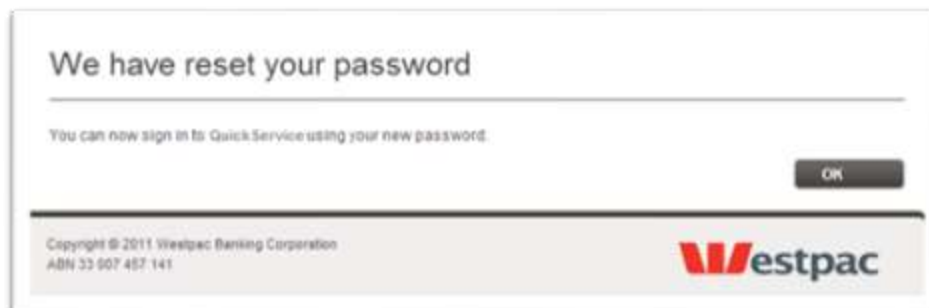 We have reset your password
You can now sign in to QuickService using your new password.
OK
Copyright © 2011 Westpac Banking Corporation
ABN 33 007 457 141
Westpac